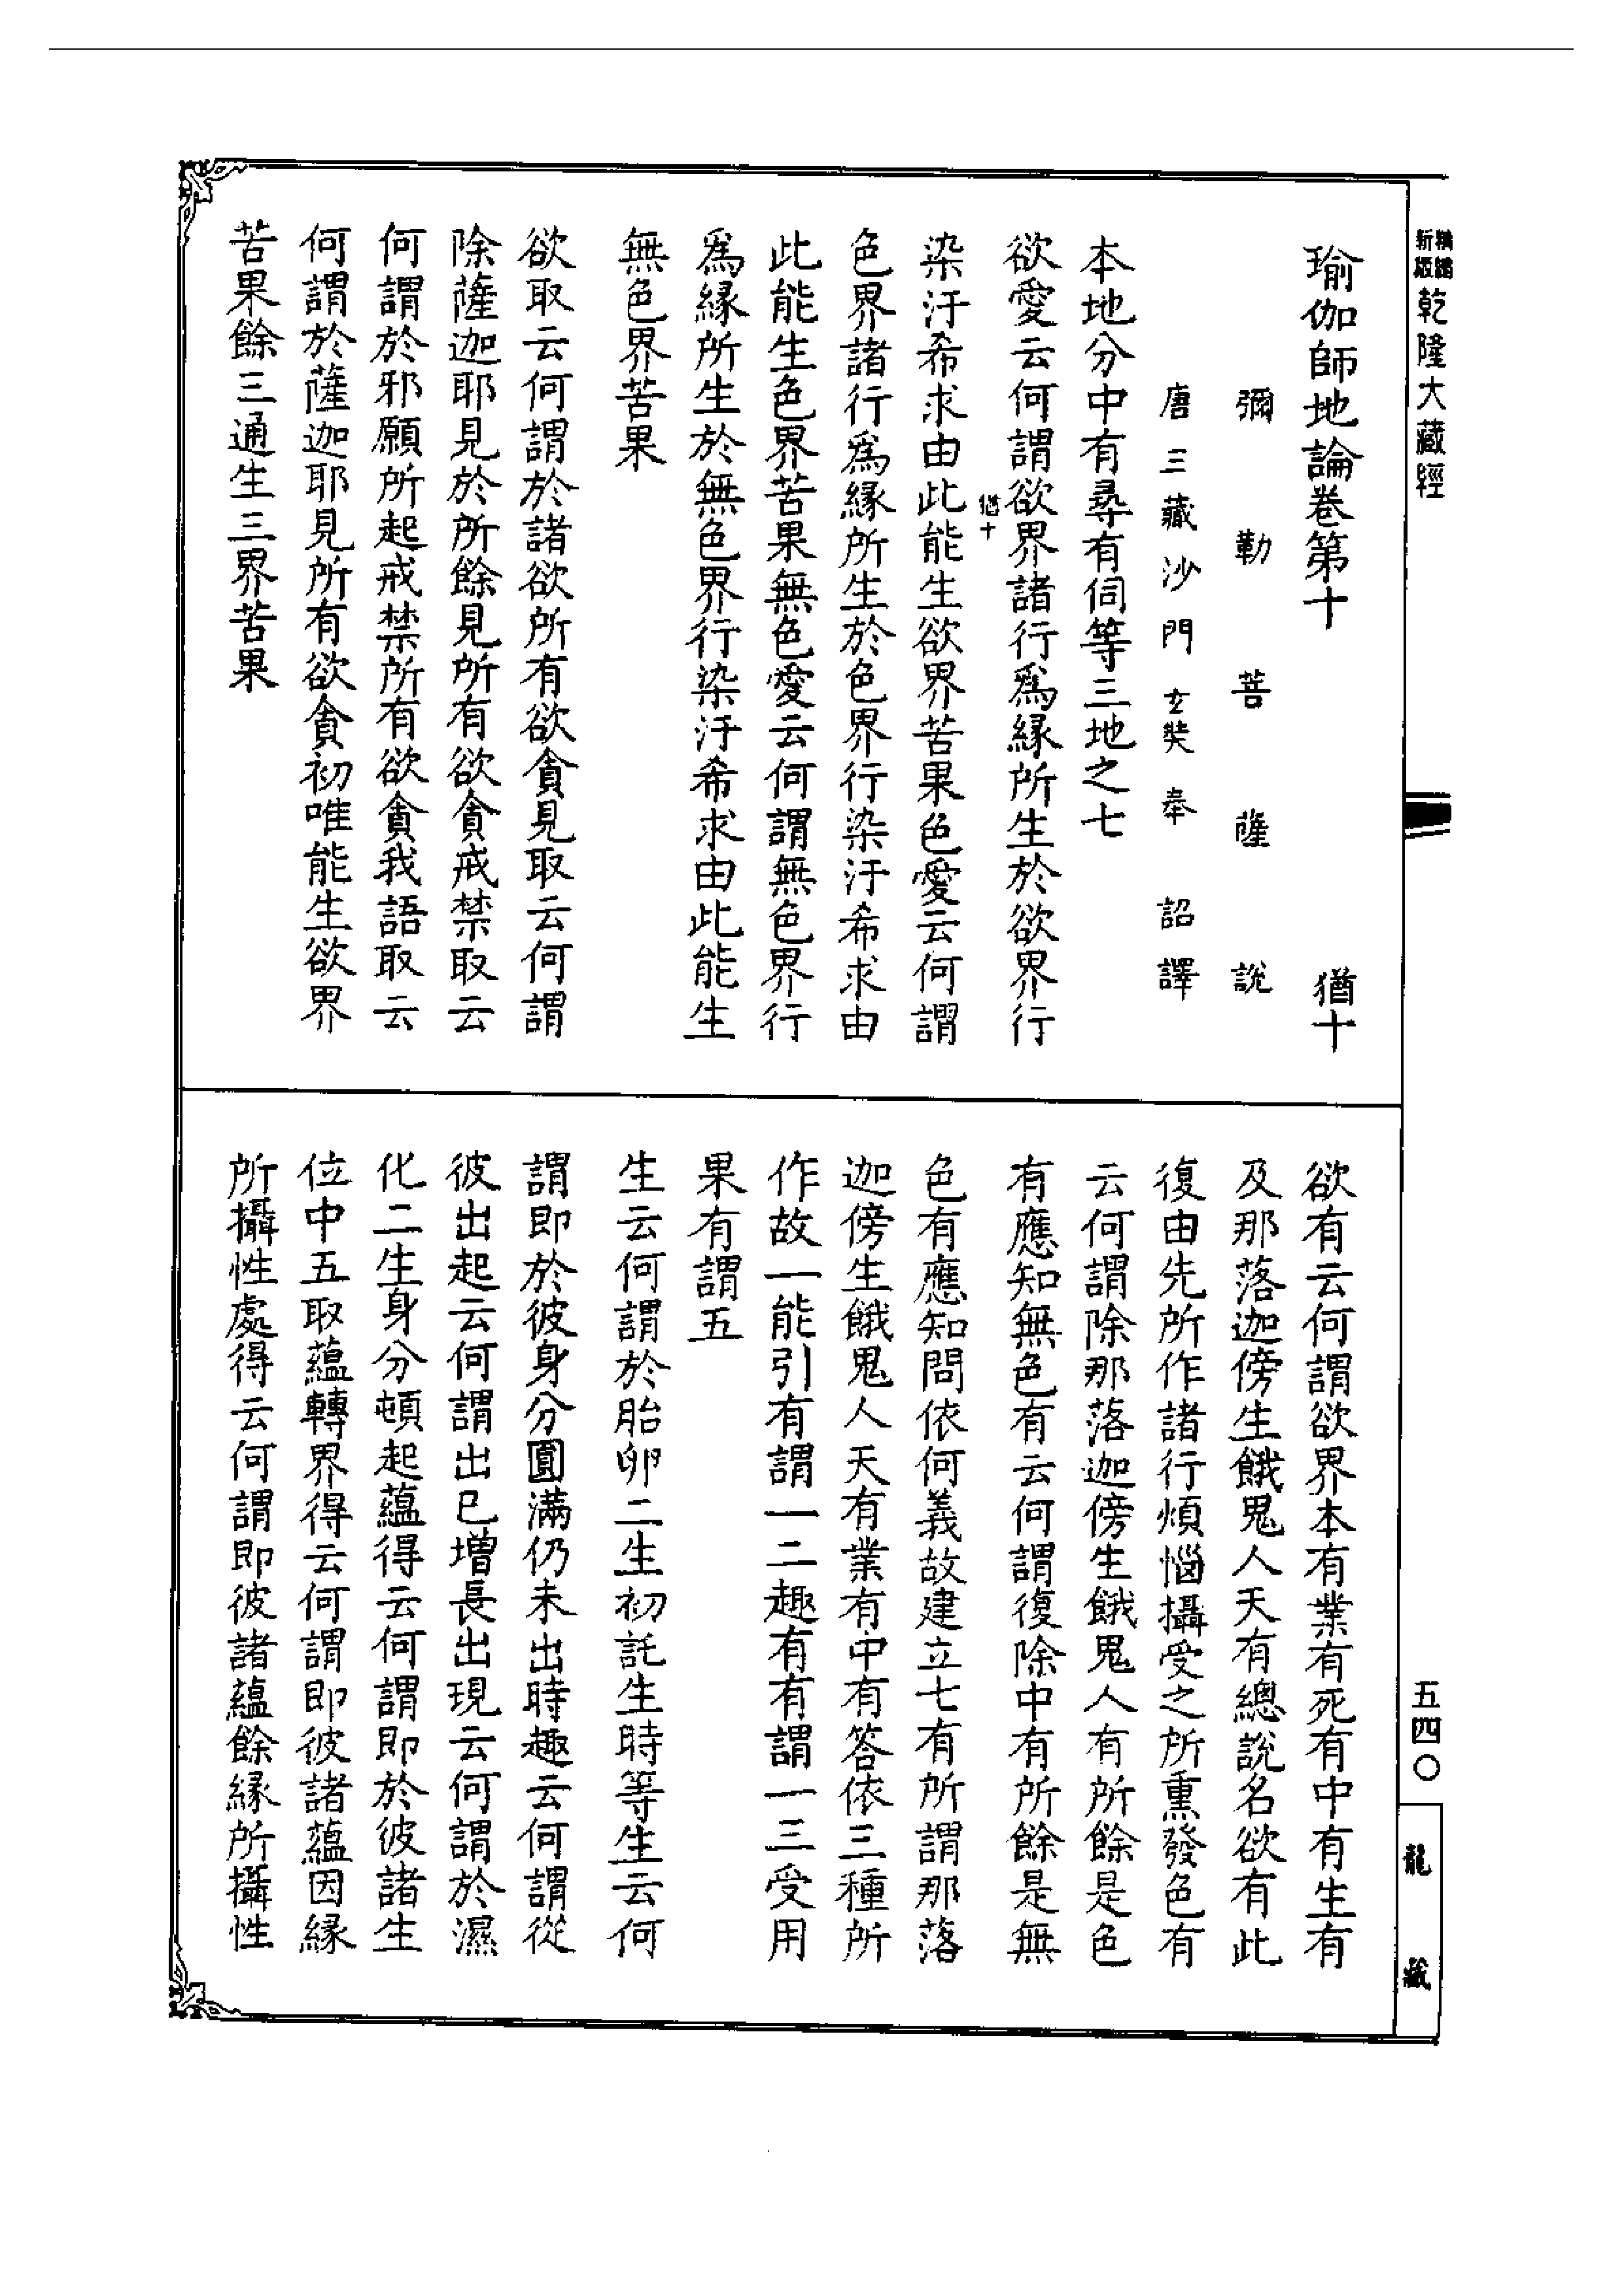 精縮新版乾隆大藏經
瑜伽師地論卷第十　猶十
彌勒菩薩說
唐三藏沙門玄奘奉詔譯
本地分中有尋有伺等三地之七
欲愛云何謂欲界諸行爲緣所生於欲界行
猶十
染汙希求由此能生欲界苦果色愛云何謂
色界諸行爲緣所生於色界行染汙希求由
此能生色界苦果無色愛云何謂無色界行
爲緣所生於無色界行染汙希求由此能生
無色界苦果
欲取云何謂於諸欲所有欲貪見取云何謂
除薩迦耶見於所餘見所有欲貪戒禁取云
何謂於邪願所起戒禁所有欲貪我語取云
何謂於薩迦耶見所有欲貪初唯能生欲界
苦果餘三通生三界苦果
欲有云何謂欲界本有業有死有中有生有
及那落迦傍生餓鬼人天有總說名欲有此
復由先所作諸行煩惱攝受之所熏發色有
云何謂除那落迦傍生餓鬼人有所餘是色
有應知無色有云何謂復除中有所餘是無
色有應知問依何義故建立七有所謂那落
迦傍生餓鬼人天有業有中有答依三種所
作故一能引有謂一二趣有有謂一三受用
果有謂五
生云何謂於胎卵二生初託生時等生云何
謂即於彼身分圓滿仍未出時趣云何謂從
彼出起云何謂出已增長出現云何謂於濕
化二生身分頓起蘊得云何謂即於彼諸生
位中五取蘊轉界得云何謂即彼諸蘊因緣
所攝性處得云何謂即彼諸蘊餘緣所攝性
五四〇
龍藏